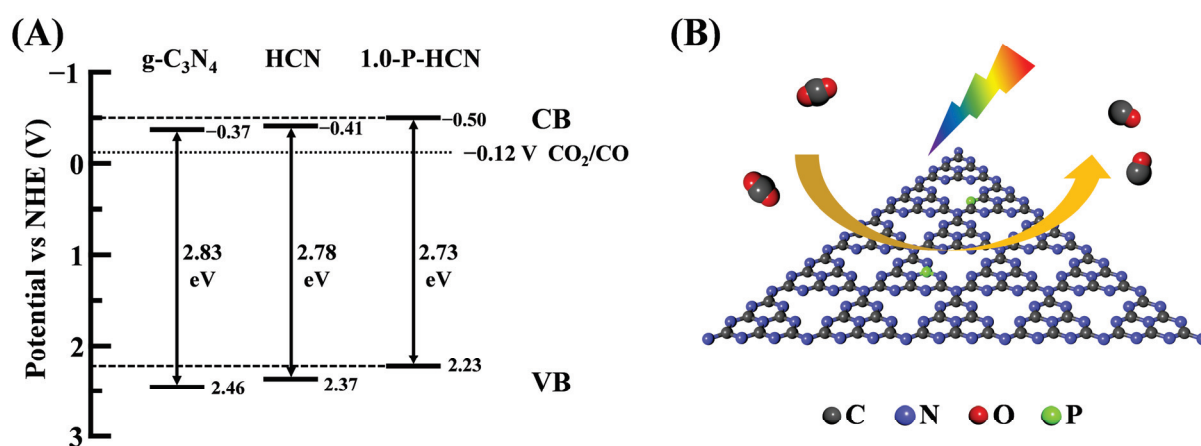 (A)
g-C₃N₄ HCN 1.0-P-HCN
Potential vs NHE (V)
−1
0
1
2
3
−0.37
−0.41
−0.50
CB
−0.12 V CO₂/CO
2.83
eV
2.78
eV
2.73
eV
2.46
2.37
2.23
VB
(B)
C N O P